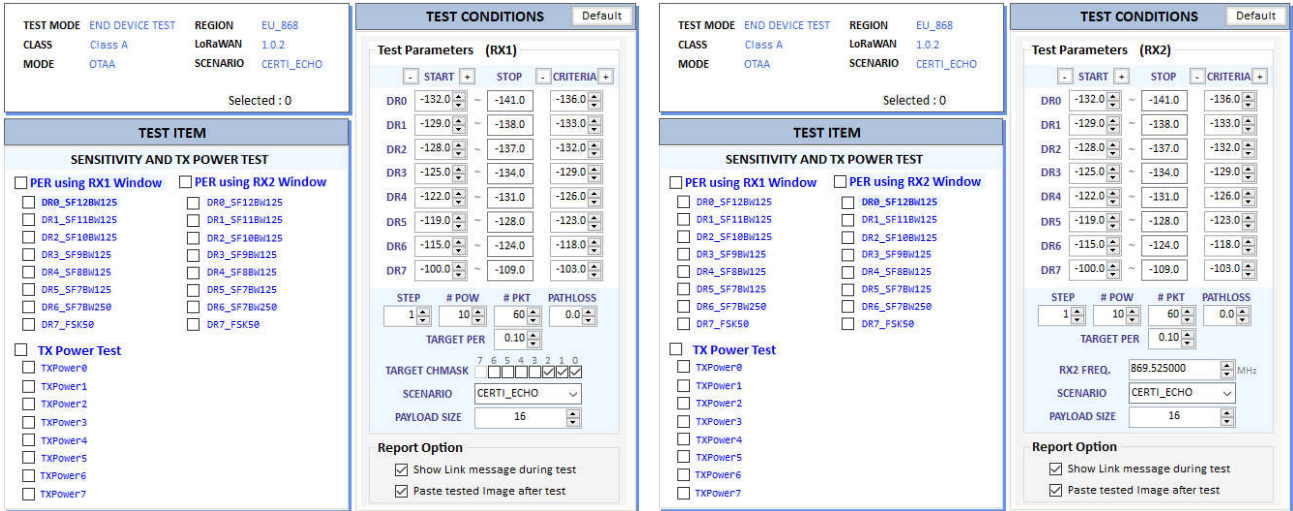 TEST MODE END DEVICE TEST REGION EU_868
CLASS Class A LoRaWAN 1.0.2
MODE OTAA SCENARIO CERTI_ECHO
Selected : 0
TEST ITEM
SENSITIVITY AND TX POWER TEST
PER using RX1 Window PER using RX2 Window
DR0_SF12BW125 DR0_SF12BW125
DR1_SF11BW125 DR1_SF11BW125
DR2_SF10BW125 DR2_SF10BW125
DR3_SF9BW125 DR3_SF9BW125
DR4_SF8BW125 DR4_SF8BW125
DR5_SF7BW125 DR5_SF7BW125
DR6_SF7BW250 DR6_SF7BW250
DR7_FSK50 DR7_FSK50
TX Power Test
TXPower0
TXPower1
TXPower2
TXPower3
TXPower4
TXPower5
TXPower6
TXPower7
TEST CONDITIONS Default
Test Parameters (RX1)
- START + STOP - CRITERIA +
DR0 -132.0 ~ -141.0 -136.0
DR1 -129.0 ~ -138.0 -133.0
DR2 -128.0 ~ -137.0 -132.0
DR3 -125.0 ~ -134.0 -129.0
DR4 -122.0 ~ -131.0 -126.0
DR5 -119.0 ~ -128.0 -123.0
DR6 -115.0 ~ -124.0 -118.0
DR7 -100.0 ~ -109.0 -103.0
STEP # POW # PKT PATHLOSS
1 10 60 0.0
TARGET PER 0.10
7 6 5 4 3 2 1 0
TARGET CHMASK
SCENARIO CERTI_ECHO
PAYLOAD SIZE 16
Report Option
Show Link message during test
Paste tested Image after test
TEST MODE END DEVICE TEST REGION EU_868
CLASS Class A LoRaWAN 1.0.2
MODE OTAA SCENARIO CERTI_ECHO
Selected : 0
TEST ITEM
SENSITIVITY AND TX POWER TEST
PER using RX1 Window PER using RX2 Window
DR0_SF12BW125 DR0_SF12BW125
DR1_SF11BW125 DR1_SF11BW125
DR2_SF10BW125 DR2_SF10BW125
DR3_SF9BW125 DR3_SF9BW125
DR4_SF8BW125 DR4_SF8BW125
DR5_SF7BW125 DR5_SF7BW125
DR6_SF7BW250 DR6_SF7BW250
DR7_FSK50 DR7_FSK50
TX Power Test
TXPower0
TXPower1
TXPower2
TXPower3
TXPower4
TXPower5
TXPower6
TXPower7
TEST CONDITIONS Default
Test Parameters (RX2)
- START + STOP - CRITERIA +
DR0 -132.0 ~ -141.0 -136.0
DR1 -129.0 ~ -138.0 -133.0
DR2 -128.0 ~ -137.0 -132.0
DR3 -125.0 ~ -134.0 -129.0
DR4 -122.0 ~ -131.0 -126.0
DR5 -119.0 ~ -128.0 -123.0
DR6 -115.0 ~ -124.0 -118.0
DR7 -100.0 ~ -109.0 -103.0
STEP # POW # PKT PATHLOSS
1 10 60 0.0
TARGET PER 0.10
RX2 FREQ. 869.525000 MHz
SCENARIO CERTI_ECHO
PAYLOAD SIZE 16
Report Option
Show Link message during test
Paste tested Image after test